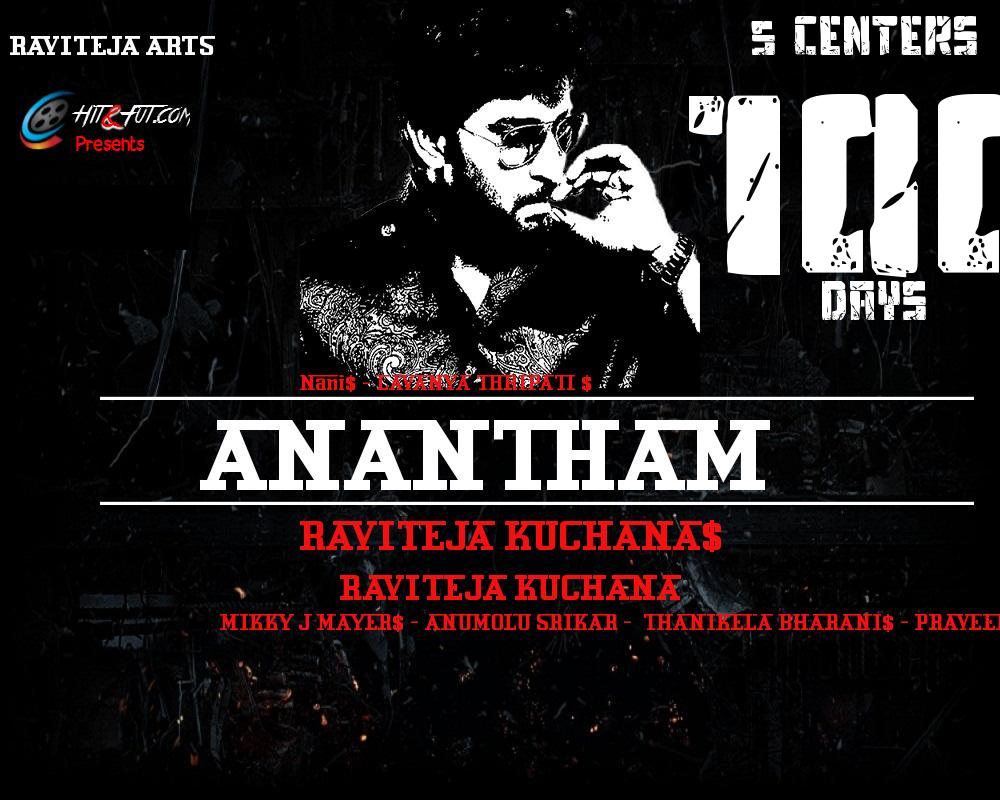 RAVITEJA ARTS
HIT&FUT.COM
Presents
5 CENTERS
100
DAYS
Nani$ - LAVANYA THRIPATI $
ANANTHAM
RAVITEJA KUCHANA$
RAVITEJA KUCHANA
MIKKY J MAYER$ - ANUMOLU SRIKAR - THANIKELA BHARANI$ -